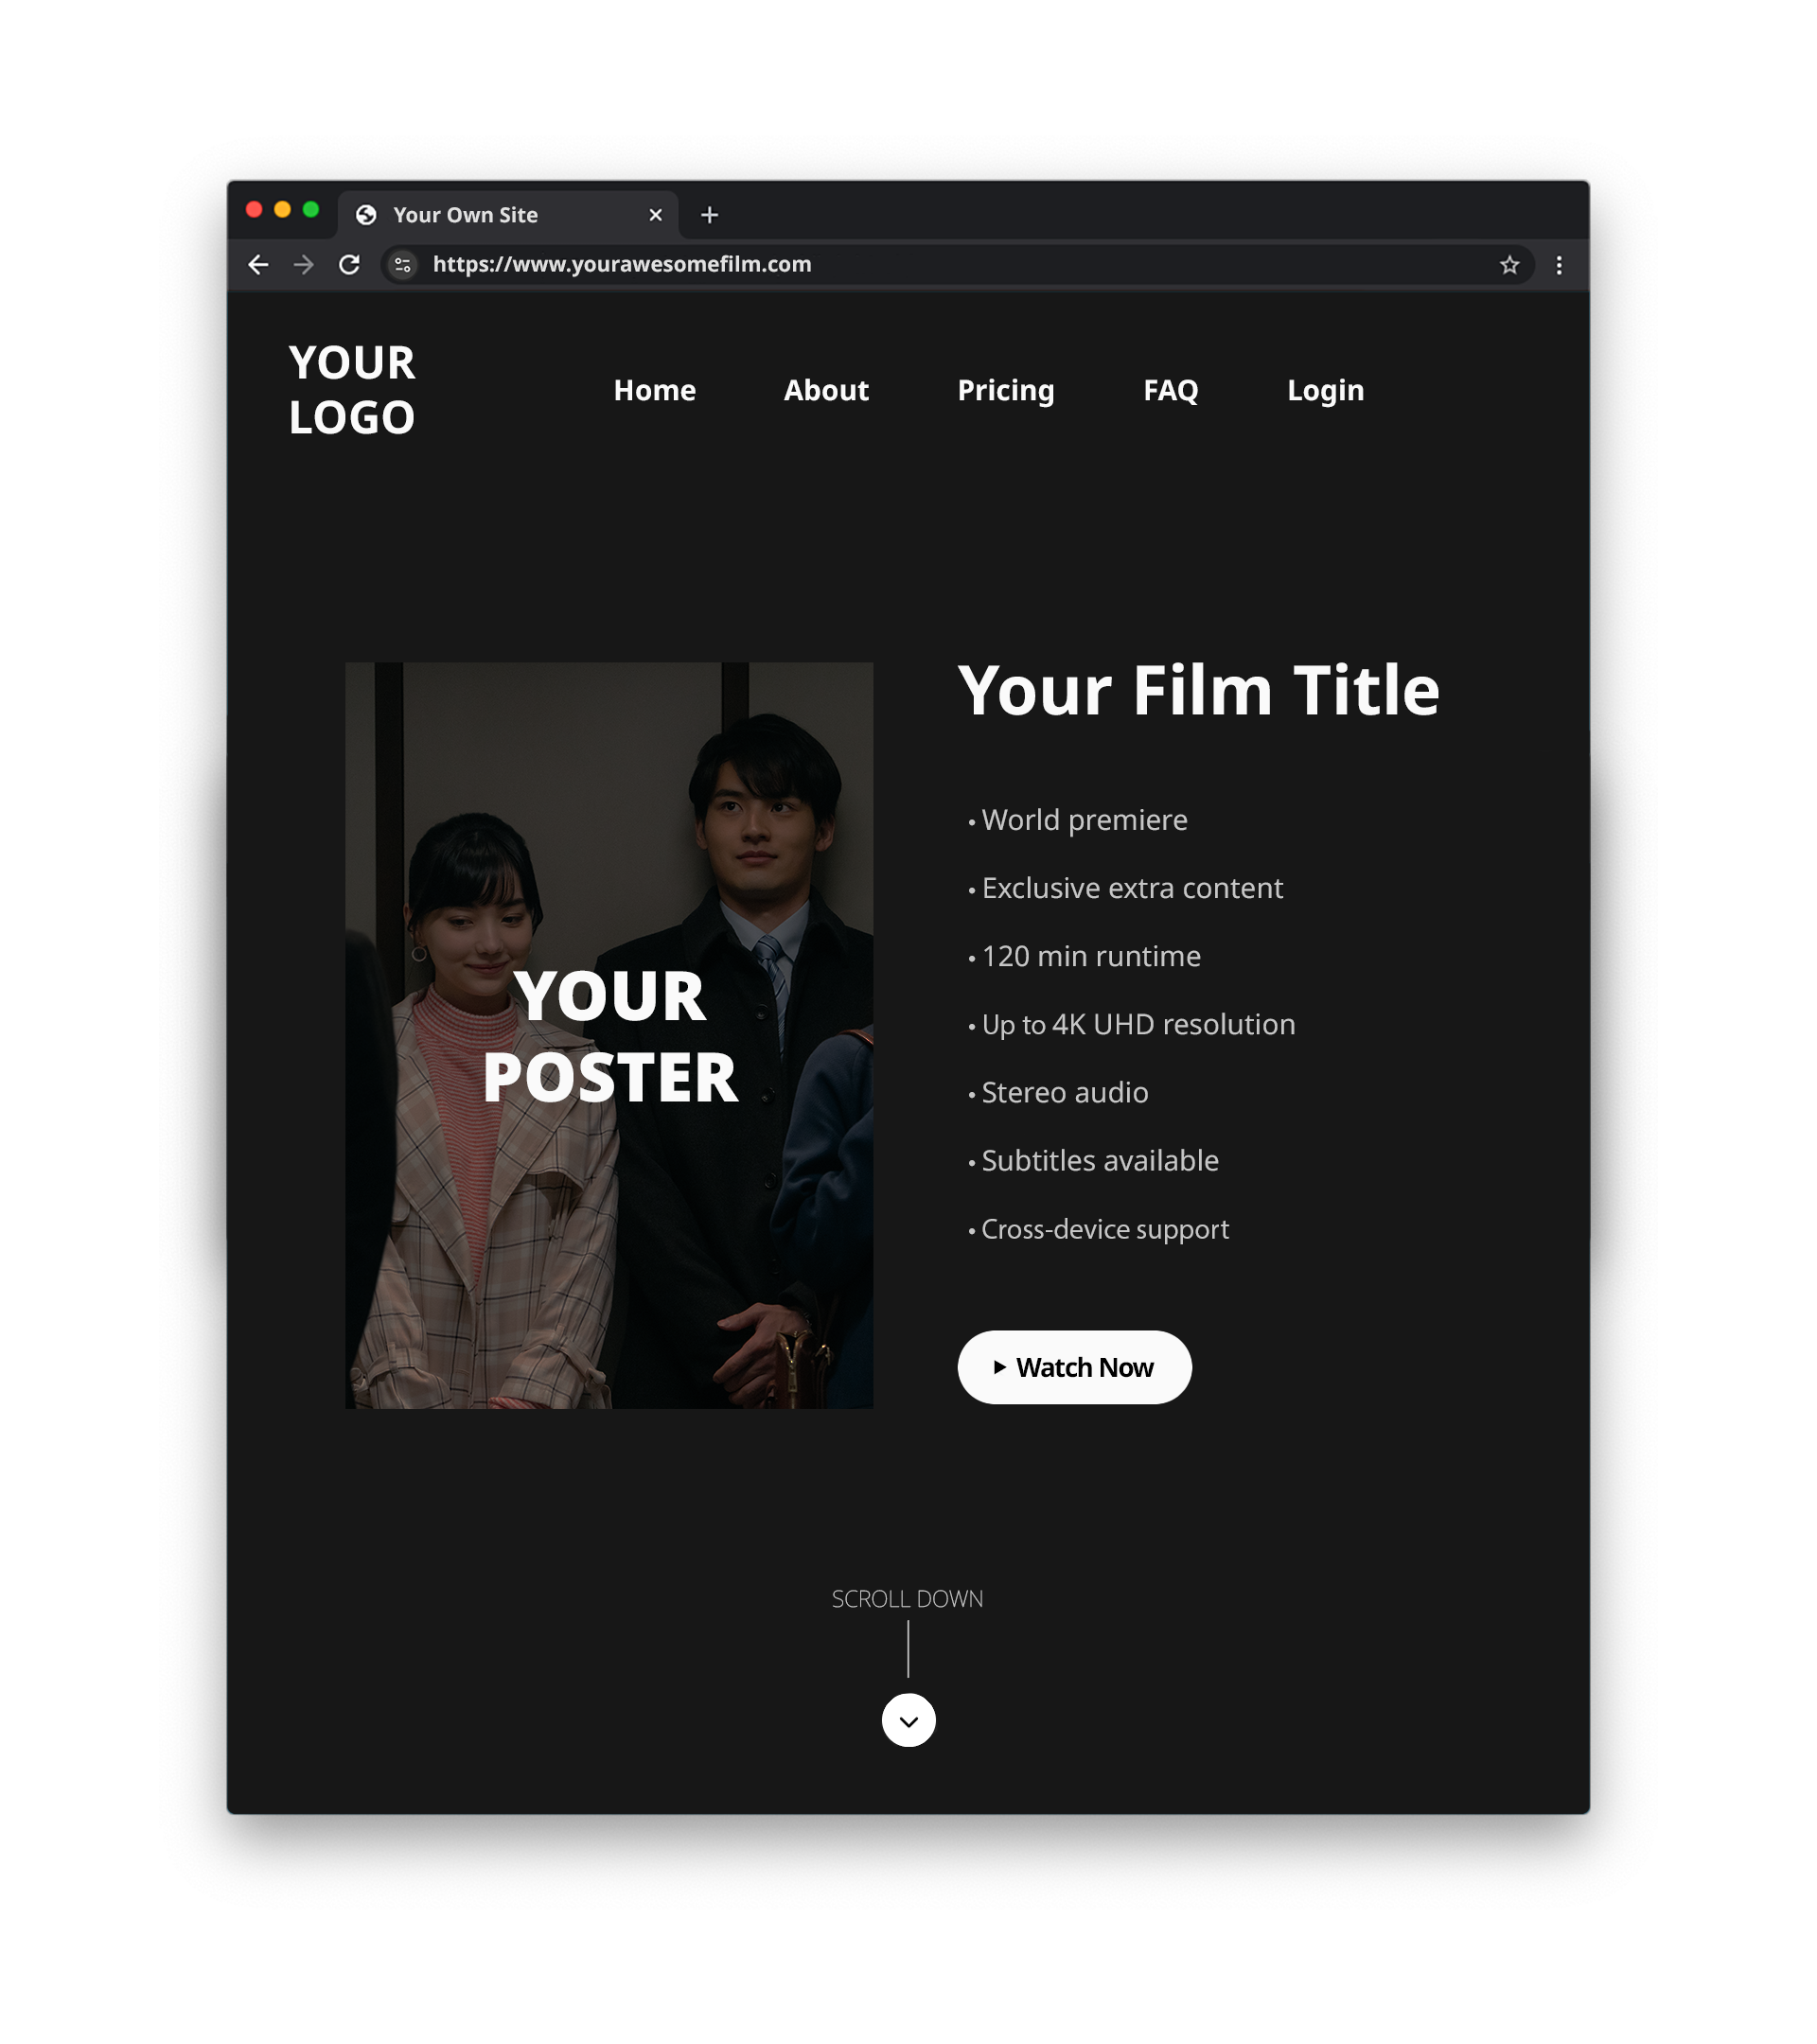 Your Own Site
https://www.yourawesomefilm.com
YOUR
LOGO
Home About Pricing FAQ Login
Your Film Title
• World premiere
• Exclusive extra content
• 120 min runtime
• Up to 4K UHD resolution
• Stereo audio
• Subtitles available
• Cross-device support
YOUR
POSTER
Watch Now
SCROLL DOWN